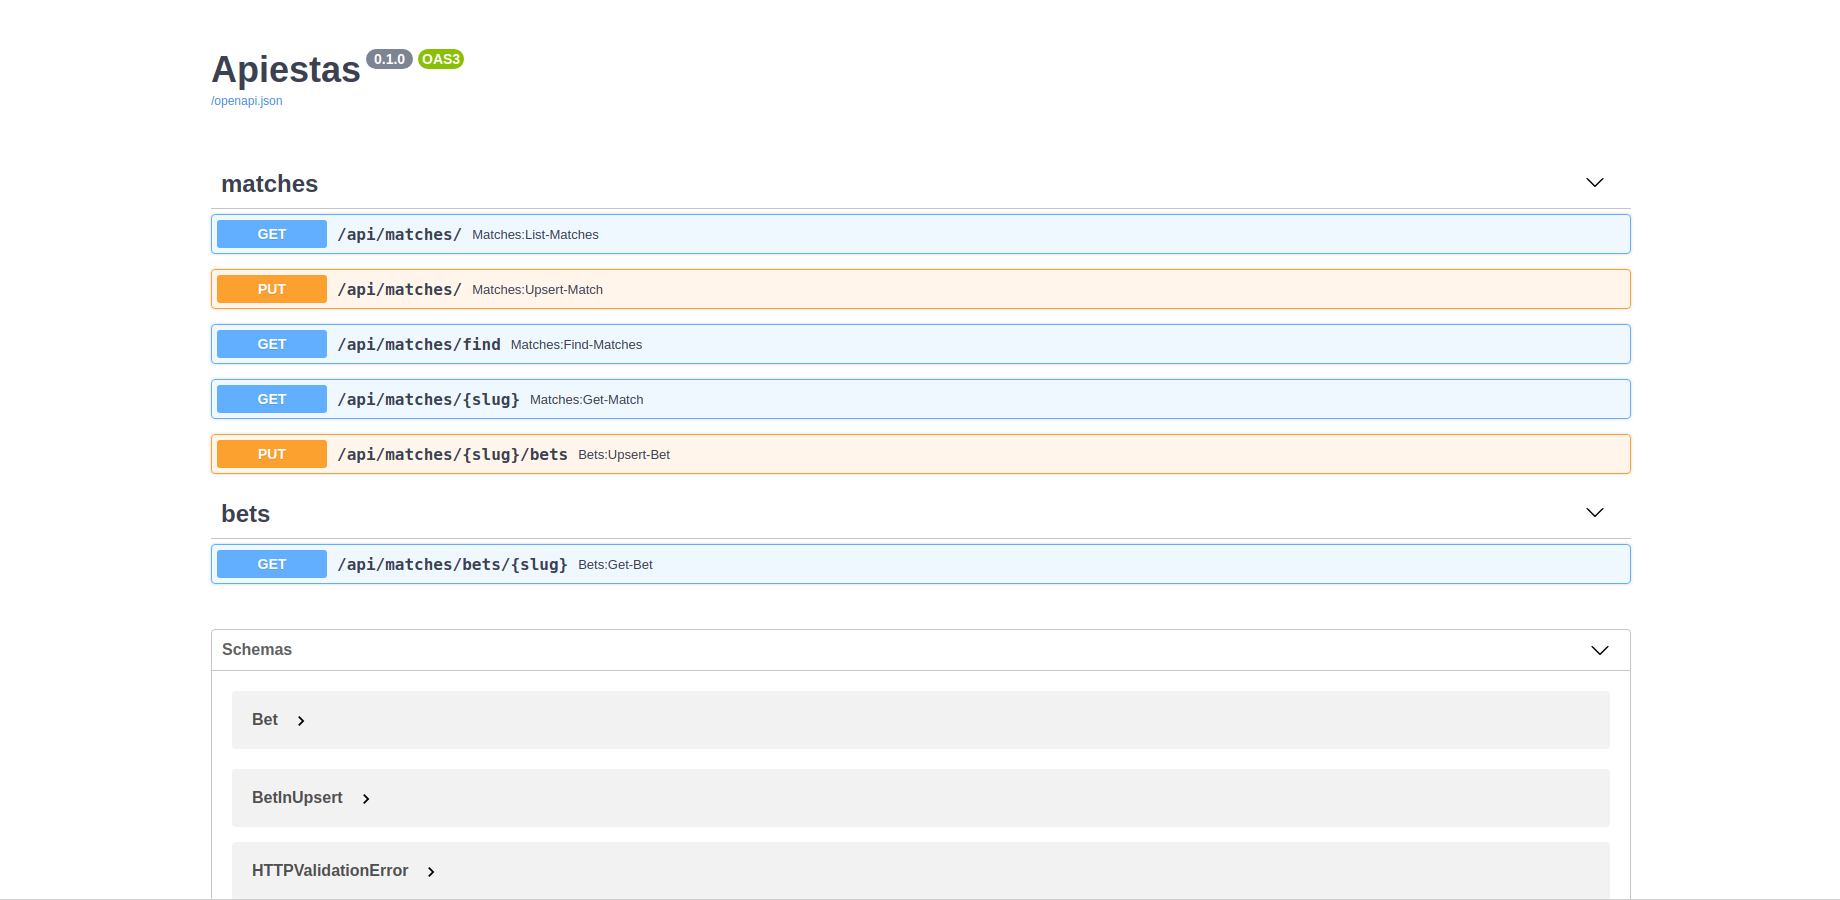 Apiestas 0.1.0 OAS3
/openapi.json
matches
GET /api/matches/ Matches:List-Matches
PUT /api/matches/ Matches:Upsert-Match
GET /api/matches/find Matches:Find-Matches
GET /api/matches/{slug} Matches:Get-Match
PUT /api/matches/{slug}/bets Bets:Upsert-Bet
bets
GET /api/matches/bets/{slug} Bets:Get-Bet
Schemas
Bet
BetInUpsert
HTTPValidationError